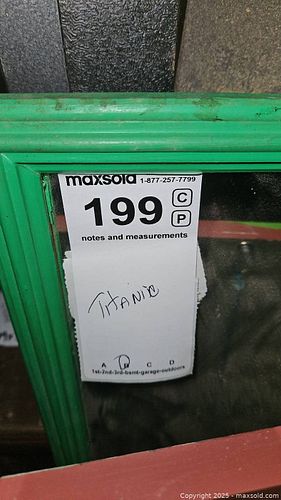 maxsold 1-877-257-7799
199 C
P
notes and measurements
TITANIC
A B C D
1st-2nd-3rd-bsmt-garage-outdoors
Copyright 2025 - maxsold.com